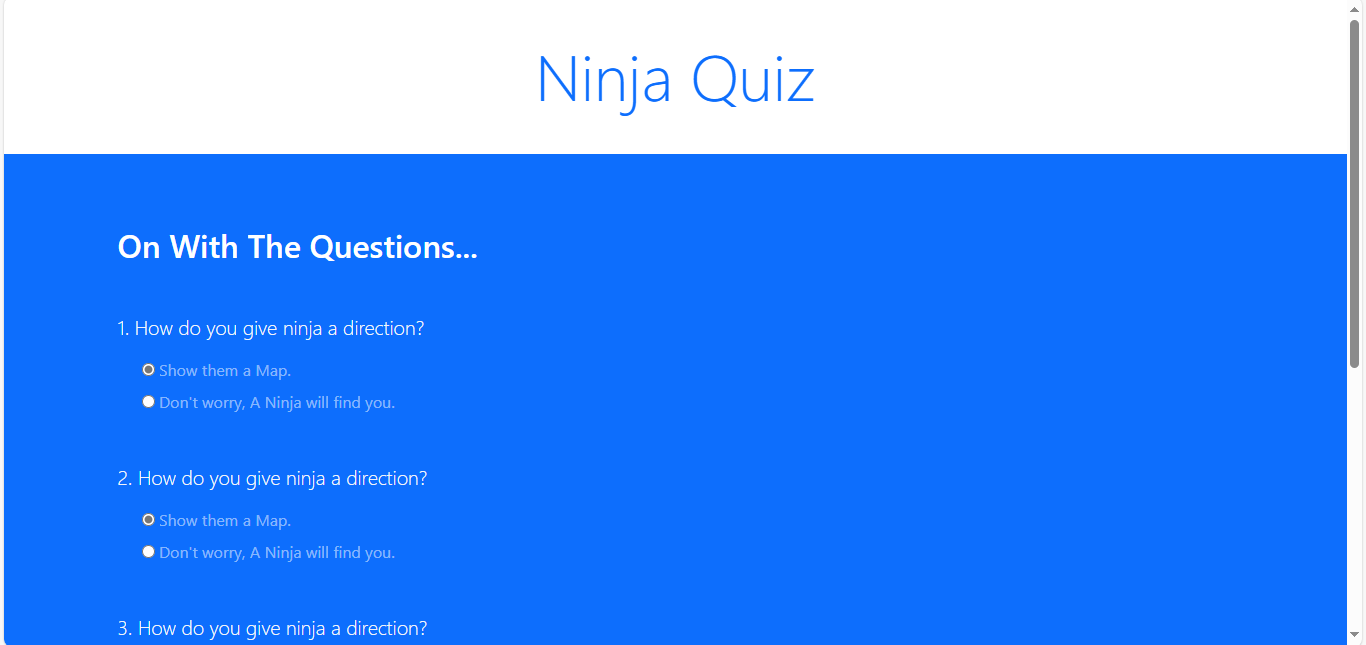 Ninja Quiz
On With The Questions...
1. How do you give ninja a direction?
Show them a Map.
Don't worry, A Ninja will find you.
2. How do you give ninja a direction?
Show them a Map.
Don't worry, A Ninja will find you.
3. How do you give ninja a direction?